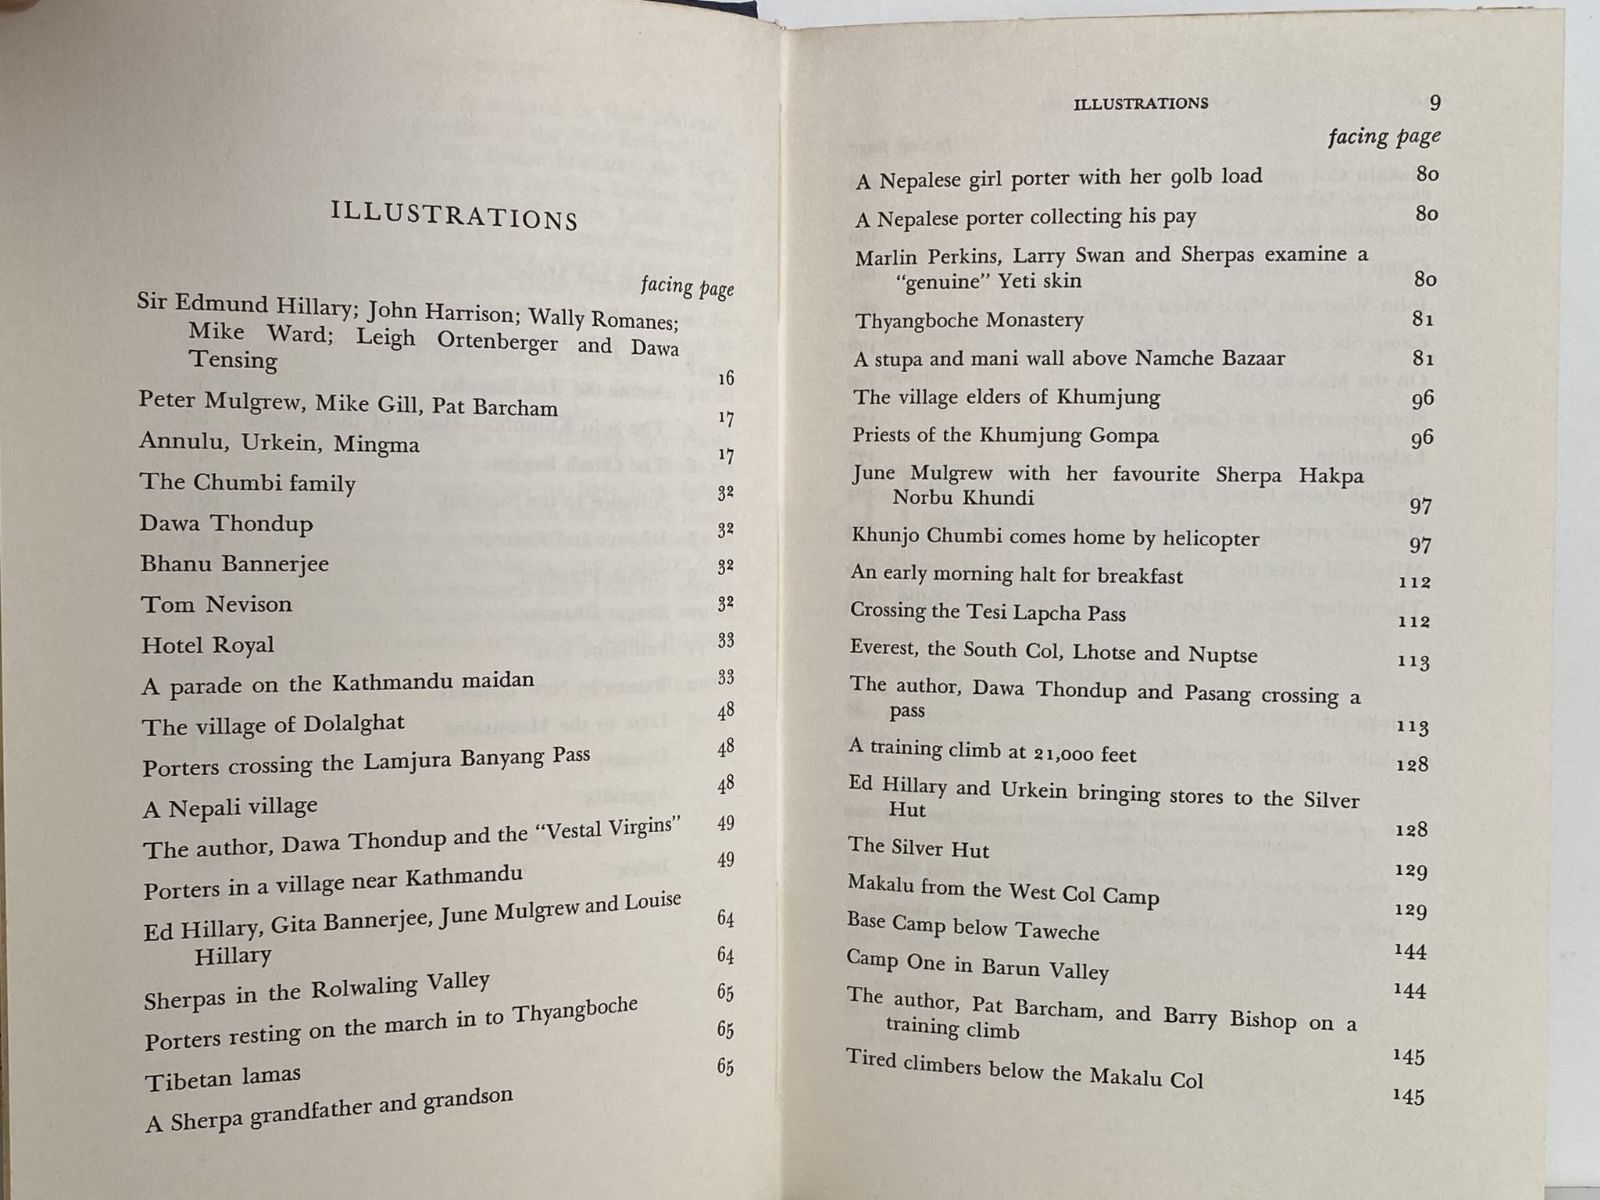 ILLUSTRATIONS
facing page
Sir Edmund Hillary; John Harrison; Wally Romanes;
Mike Ward; Leigh Ortenberger and Dawa
Tensing 16
Peter Mulgrew, Mike Gill, Pat Barcham 17
Annulu, Urkein, Mingma 17
The Chumbi family 32
Dawa Thondup 32
Bhanu Bannerjee 32
Tom Nevison 32
Hotel Royal 33
A parade on the Kathmandu maidan 33
The village of Dolalghat 48
Porters crossing the Lamjura Banyang Pass 48
A Nepali village 48
The author, Dawa Thondup and the "Vestal Virgins" 49
Porters in a village near Kathmandu 49
Ed Hillary, Gita Bannerjee, June Mulgrew and Louise
Hillary 64
Sherpas in the Rolwaling Valley 64
Porters resting on the march in to Thyangboche 65
Tibetan lamas 65
A Sherpa grandfather and grandson 65
ILLUSTRATIONS 9
facing page
A Nepalese girl porter with her 90lb load 80
A Nepalese porter collecting his pay 80
Marlin Perkins, Larry Swan and Sherpas examine a
"genuine" Yeti skin 80
Thyangboche Monastery 81
A stupa and mani wall above Namche Bazaar 81
The village elders of Khumjung 96
Priests of the Khumjung Gompa 96
June Mulgrew with her favourite Sherpa Hakpa
Norbu Khundi 97
Khunjo Chumbi comes home by helicopter 97
An early morning halt for breakfast 112
Crossing the Tesi Lapcha Pass 112
Everest, the South Col, Lhotse and Nuptse 113
The author, Dawa Thondup and Pasang crossing a
pass 113
A training climb at 21,000 feet 128
Ed Hillary and Urkein bringing stores to the Silver
Hut 128
The Silver Hut 129
Makalu from the West Col Camp 129
Base Camp below Taweche 144
Camp One in Barun Valley 144
The author, Pat Barcham, and Barry Bishop on a
training climb 145
Tired climbers below the Makalu Col 145